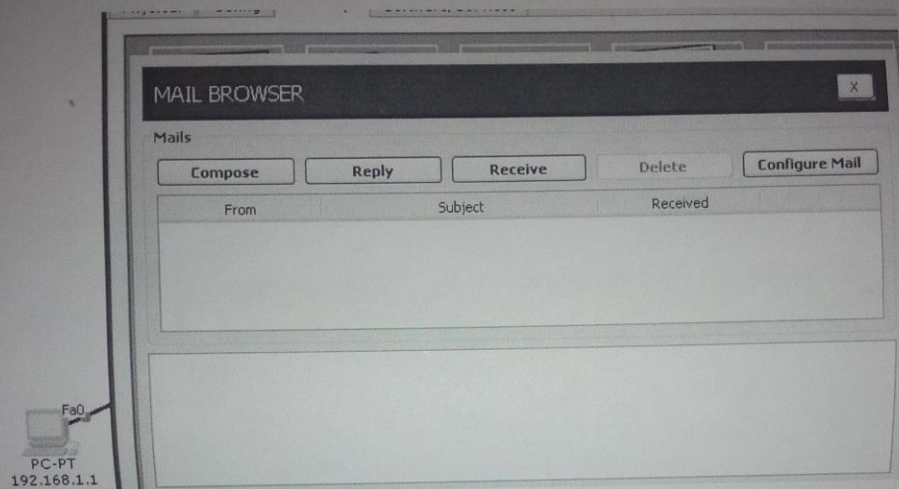 MAIL BROWSER
X
Mails
Compose Reply Receive Delete Configure Mail
From Subject Received
Fa0
PC-PT
192.168.1.1